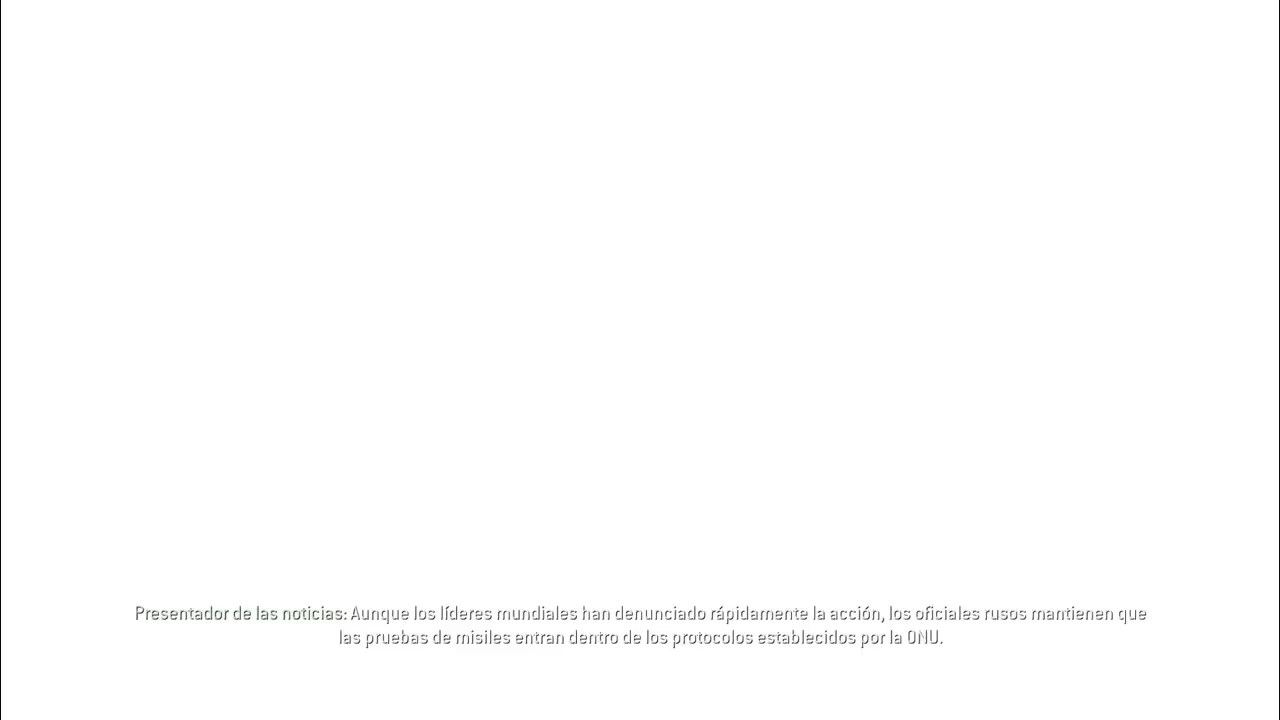 Presentador de las noticias: Aunque los líderes mundiales han denunciado rápidamente la acción, los oficiales rusos mantienen que
las pruebas de misiles entran dentro de los protocolos establecidos por la ONU.